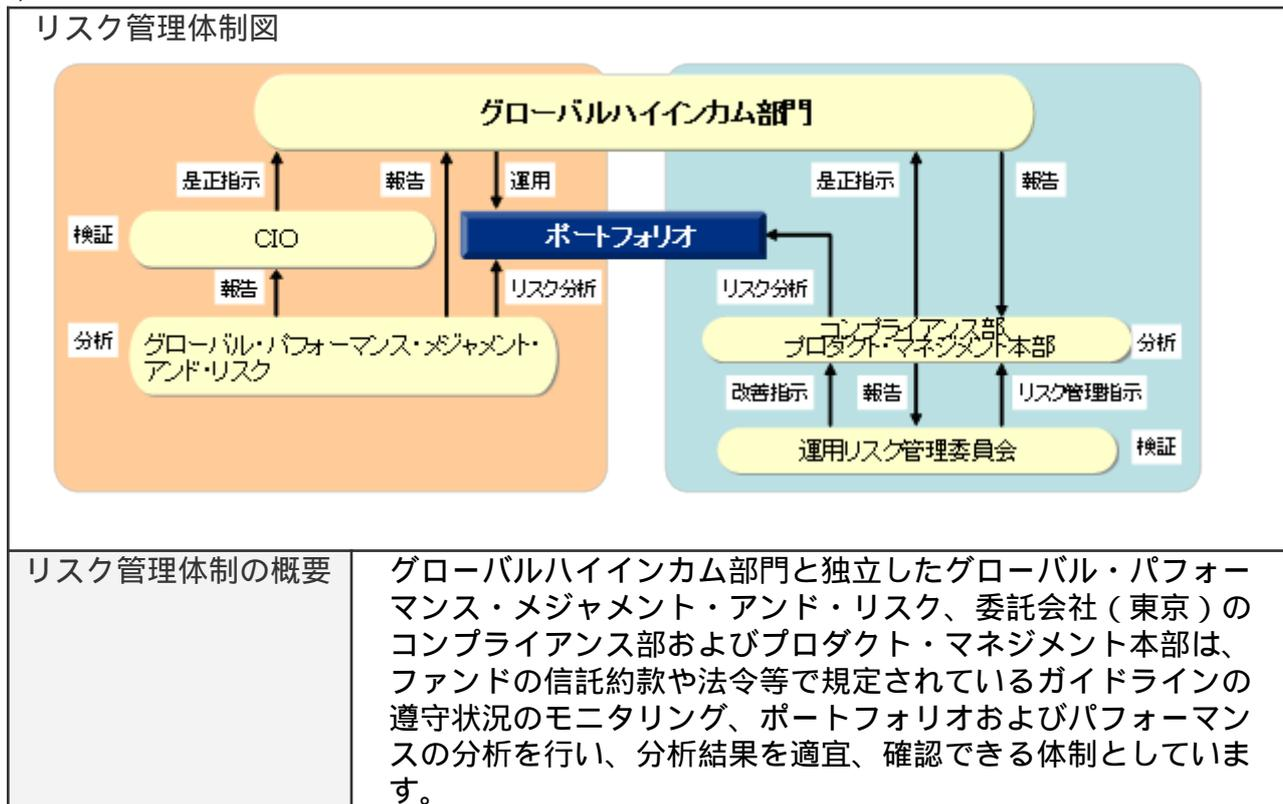 リスク管理体制図
グローバルハイインカム部門
是正指示
報告
運用
是正指示
報告
検証
CIO
ポートフォリオ
報告
リスク分析
リスク分析
分析
グローバル・パフォーマンス・メジャメント・
アンド・リスク
コンプライアンス部
プロダクト・マネジメント本部
分析
改善指示
報告
リスク管理指示
運用リスク管理委員会
検証
リスク管理体制の概要
グローバルハイインカム部門と独立したグローバル・パフォー
マンス・メジャメント・アンド・リスク、委託会社（東京）の
コンプライアンス部およびプロダクト・マネジメント本部は、
ファンドの信託約款や法令等で規定されているガイドラインの
遵守状況のモニタリング、ポートフォリオおよびパフォーマン
スの分析を行い、分析結果を適宜、確認できる体制としていま
す。